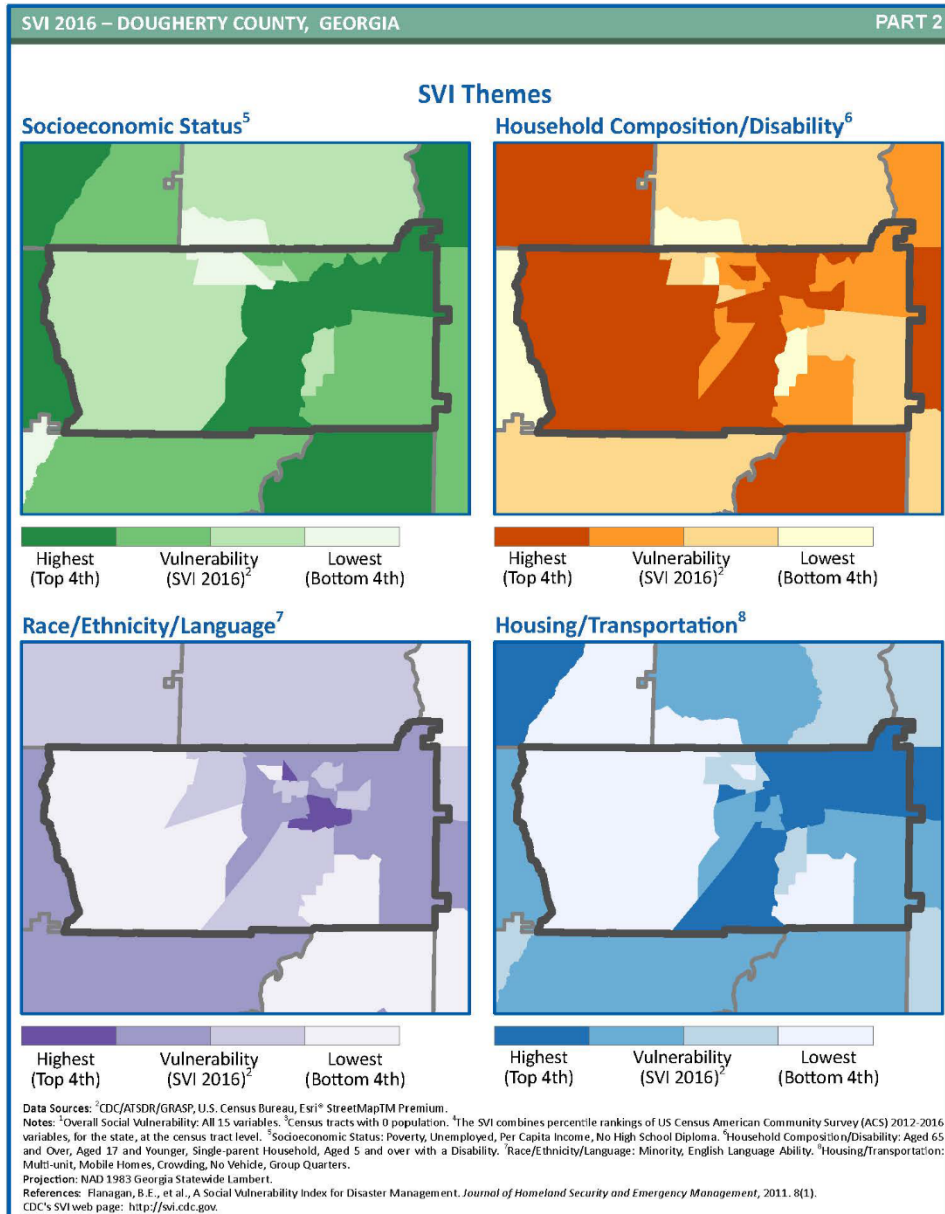 SVI 2016 – DOUGHERTY COUNTY, GEORGIA PART 2
SVI Themes
Socioeconomic Status5
Household Composition/Disability6
Highest
(Top 4th)
Vulnerability
(SVI 2016)2
Lowest
(Bottom 4th)
Highest
(Top 4th)
Vulnerability
(SVI 2016)2
Lowest
(Bottom 4th)
Race/Ethnicity/Language7
Housing/Transportation8
Highest
(Top 4th)
Vulnerability
(SVI 2016)2
Lowest
(Bottom 4th)
Highest
(Top 4th)
Vulnerability
(SVI 2016)2
Lowest
(Bottom 4th)
Data Sources: 2CDC/ATSDR/GRASP, U.S. Census Bureau, Esri® StreetMapTM Premium.
Notes: 1Overall Social Vulnerability: All 15 variables. 3Census tracts with 0 population. 4The SVI combines percentile rankings of US Census American Community Survey (ACS) 2012-2016
variables, for the state, at the census tract level. 5Socioeconomic Status: Poverty, Unemployed, Per Capita Income, No High School Diploma. 6Household Composition/Disability: Aged 65
and Over, Aged 17 and Younger, Single-parent Household, Aged 5 and over with a Disability. 7Race/Ethnicity/Language: Minority, English Language Ability. 8Housing/Transportation:
Multi-unit, Mobile Homes, Crowding, No Vehicle, Group Quarters.
Projection: NAD 1983 Georgia Statewide Lambert.
References: Flanagan, B.E., et al., A Social Vulnerability Index for Disaster Management. Journal of Homeland Security and Emergency Management, 2011. 8(1).
CDC's SVI web page: http://svi.cdc.gov.